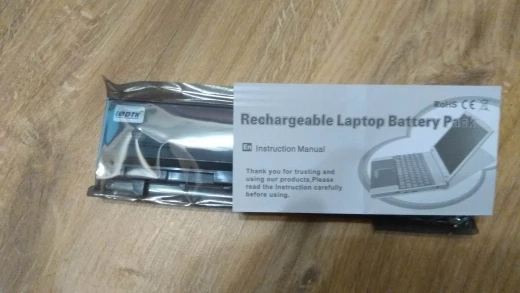 RoHS CE
Rechargeable Laptop Battery Pack
En Instruction Manual
Thank you for trusting and
using our products,Please
read the Instruction carefully
before using.